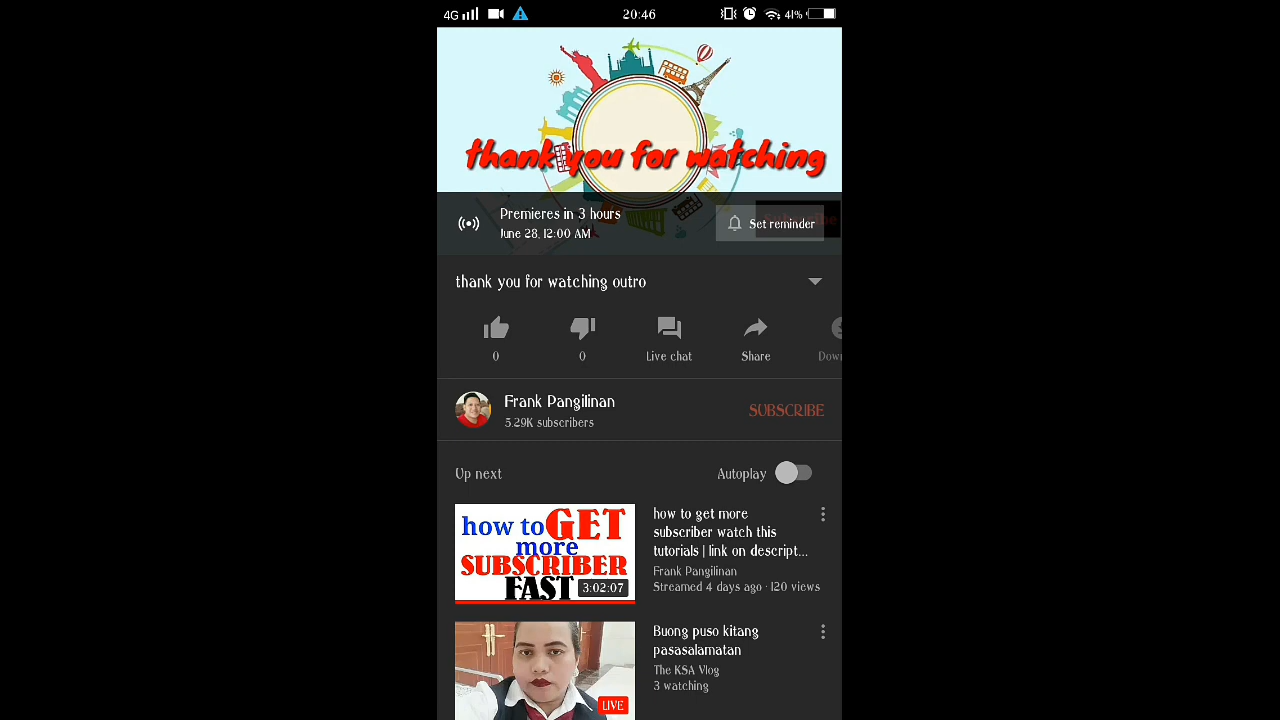 4G 20:46 41%
thank you for watching
Premieres in 3 hours
June 28, 12:00 AM
Set reminder
thank you for watching outro
0
0
Live chat
Share
Down
Frank Pangilinan
3.29K subscribers
SUBSCRIBE
Up next
Autoplay
how to GET
more
SUBSCRIBER
FAST
3:02:07
how to get more
subscriber watch this
tutorials | link on descript...
Frank Pangilinan
Streamed 4 days ago · 120 views
LIVE
Buong puso kitang
pasasalamatan
The KSA Vlog
3 watching